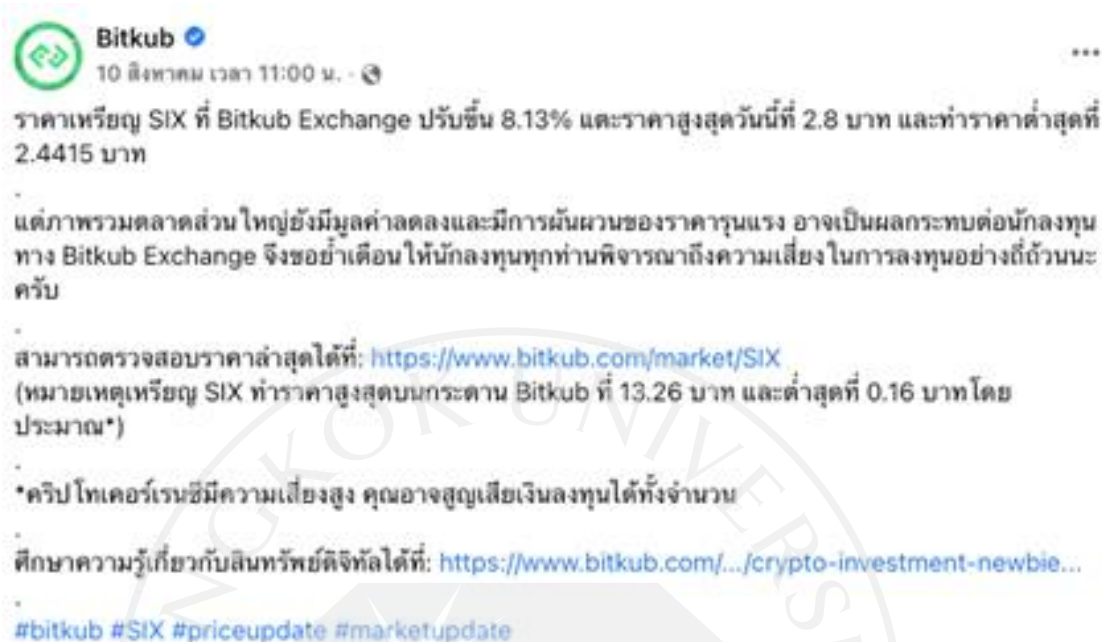 Bitkub
10 สิงหาคม เวลา 11:00 น. ·
ราคาเหรียญ SIX ที่ Bitkub Exchange ปรับขึ้น 8.13% แตะราคาสูงสุดวันนี้ที่ 2.8 บาท และทำราคาต่ำสุดที่
2.4415 บาท
.
แต่ภาพรวมตลาดส่วนใหญ่ยังมีมูลค่าลดลงและมีการผันผวนของราคารุนแรง อาจเป็นผลกระทบต่อนักลงทุน
ทาง Bitkub Exchange จึงขอย้ำเตือนให้นักลงทุนทุกท่านพิจารณาถึงความเสี่ยงในการลงทุนอย่างถี่ถ้วนนะ
ครับ
.
สามารถตรวจสอบราคาล่าสุดได้ที่: https://www.bitkub.com/market/SIX
(หมายเหตุเหรียญ SIX ทำราคาสูงสุดบนกระดาน Bitkub ที่ 13.26 บาท และต่ำสุดที่ 0.16 บาทโดย
ประมาณ*)
.
*คริปโทเคอร์เรนซีมีความเสี่ยงสูง คุณอาจสูญเสียเงินลงทุนได้ทั้งจำนวน
.
ศึกษาความรู้เกี่ยวกับสินทรัพย์ดิจิทัลได้ที่: https://www.bitkub.com/.../crypto-investment-newbie...
.
#bitkub #SIX #priceupdate #marketupdate
NGKOK UNIVERS